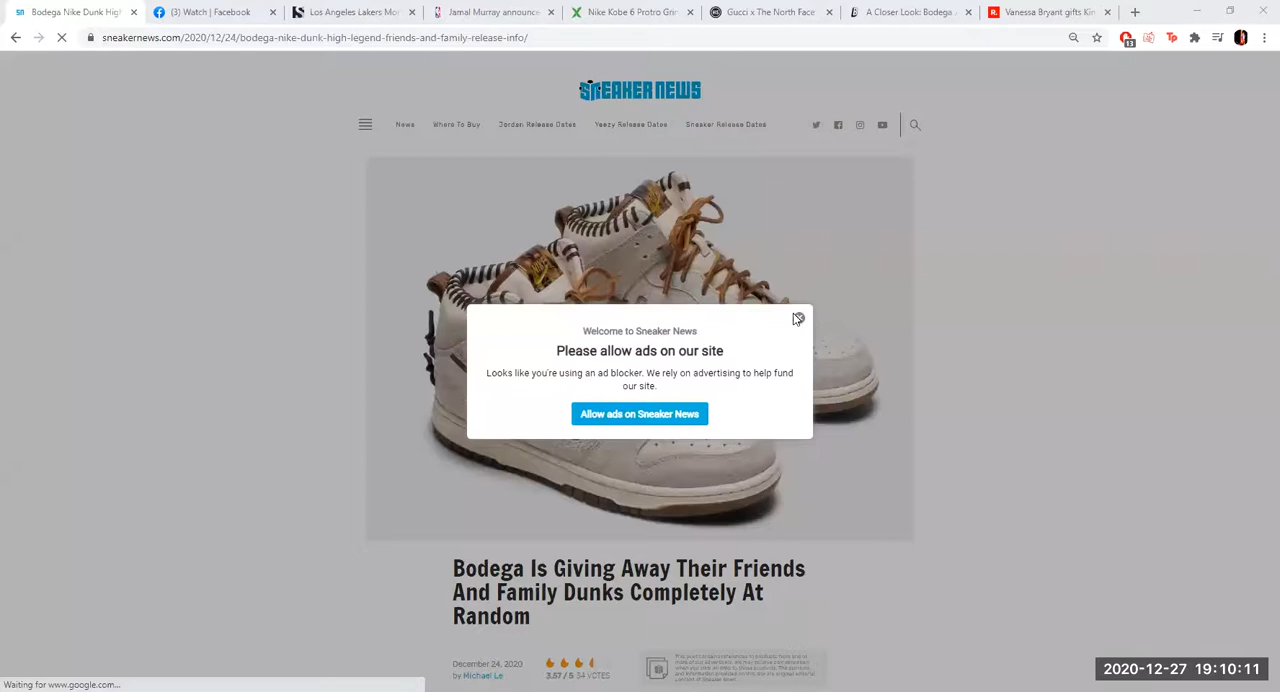 Bodega Nike Dunk High
(3) Watch | Facebook
Los Angeles Lakers Mor
Jamal Murray announce
Nike Kobe 6 Protro Grin
Gucci x The North Face
A Closer Look: Bodega
Vanessa Bryant gifts Kim
sneakernews.com/2020/12/24/bodega-nike-dunk-high-legend-friends-and-family-release-info/
13
TP
SNEAKER NEWS
News
Where To Buy
Jordan Release Dates
Yeezy Release Dates
Sneaker Release Dates
Welcome to Sneaker News
Please allow ads on our site
Looks like you're using an ad blocker. We rely on advertising to help fund
our site.
Allow ads on Sneaker News
Bodega Is Giving Away Their Friends
And Family Dunks Completely At
Random
December 24, 2020
by Michael Le
3.57 / 5 34 VOTES
2020-12-27 19:10:11
Waiting for www.google.com...